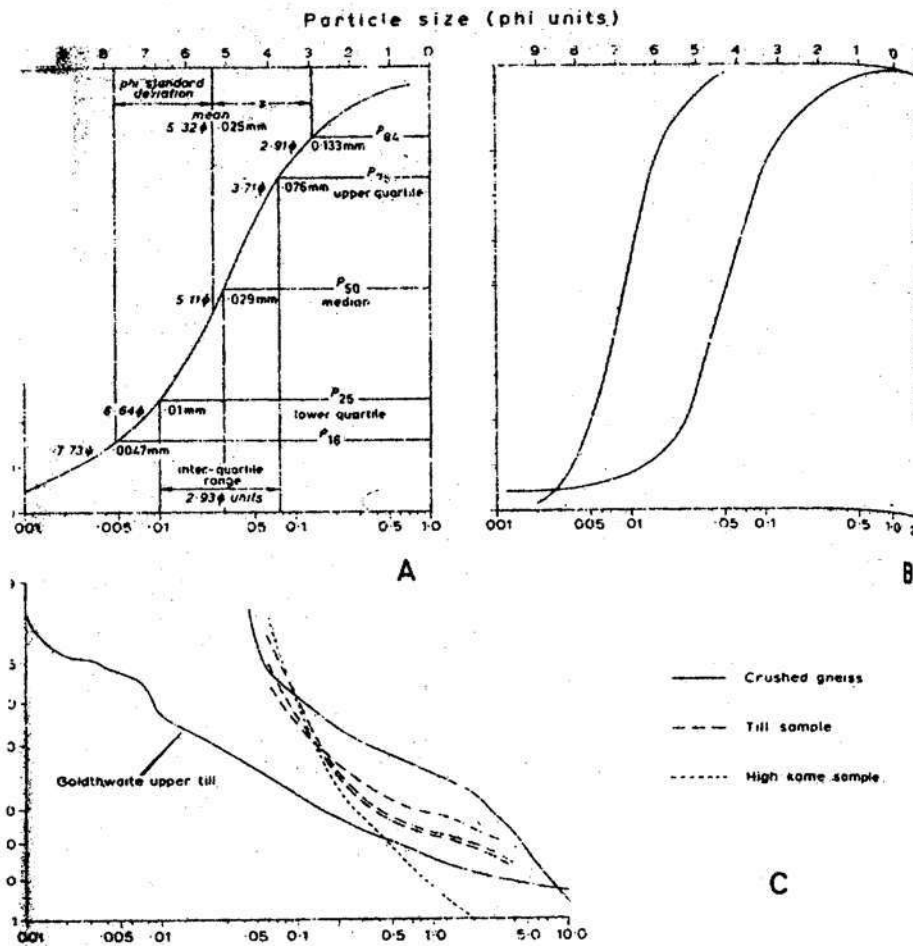 Particle size (phi units)
8 7 6 5 4 3 2 1 0
9 8 7 6 5 4 3 2 1 0
phi standard
deviation
s
mean
5.32φ .025mm
P84
2.91φ 0.133mm
3.71φ .076mm
upper quartile
P50
5.11φ .029mm
median
P25
6.64φ .01mm
lower quartile
P16
7.73φ .0047mm
inter-quartile
range
2.93φ units
.001 .005 .01 .05 0.1 0.5 1.0
.001 .005 .01 .05 0.1 0.5 1.0
A
B
Crushed gneiss
Till sample
High kame sample
Goldthwaite upper till
C
.001 .005 .01 .05 0.1 0.5 1.0 5.0 10.0